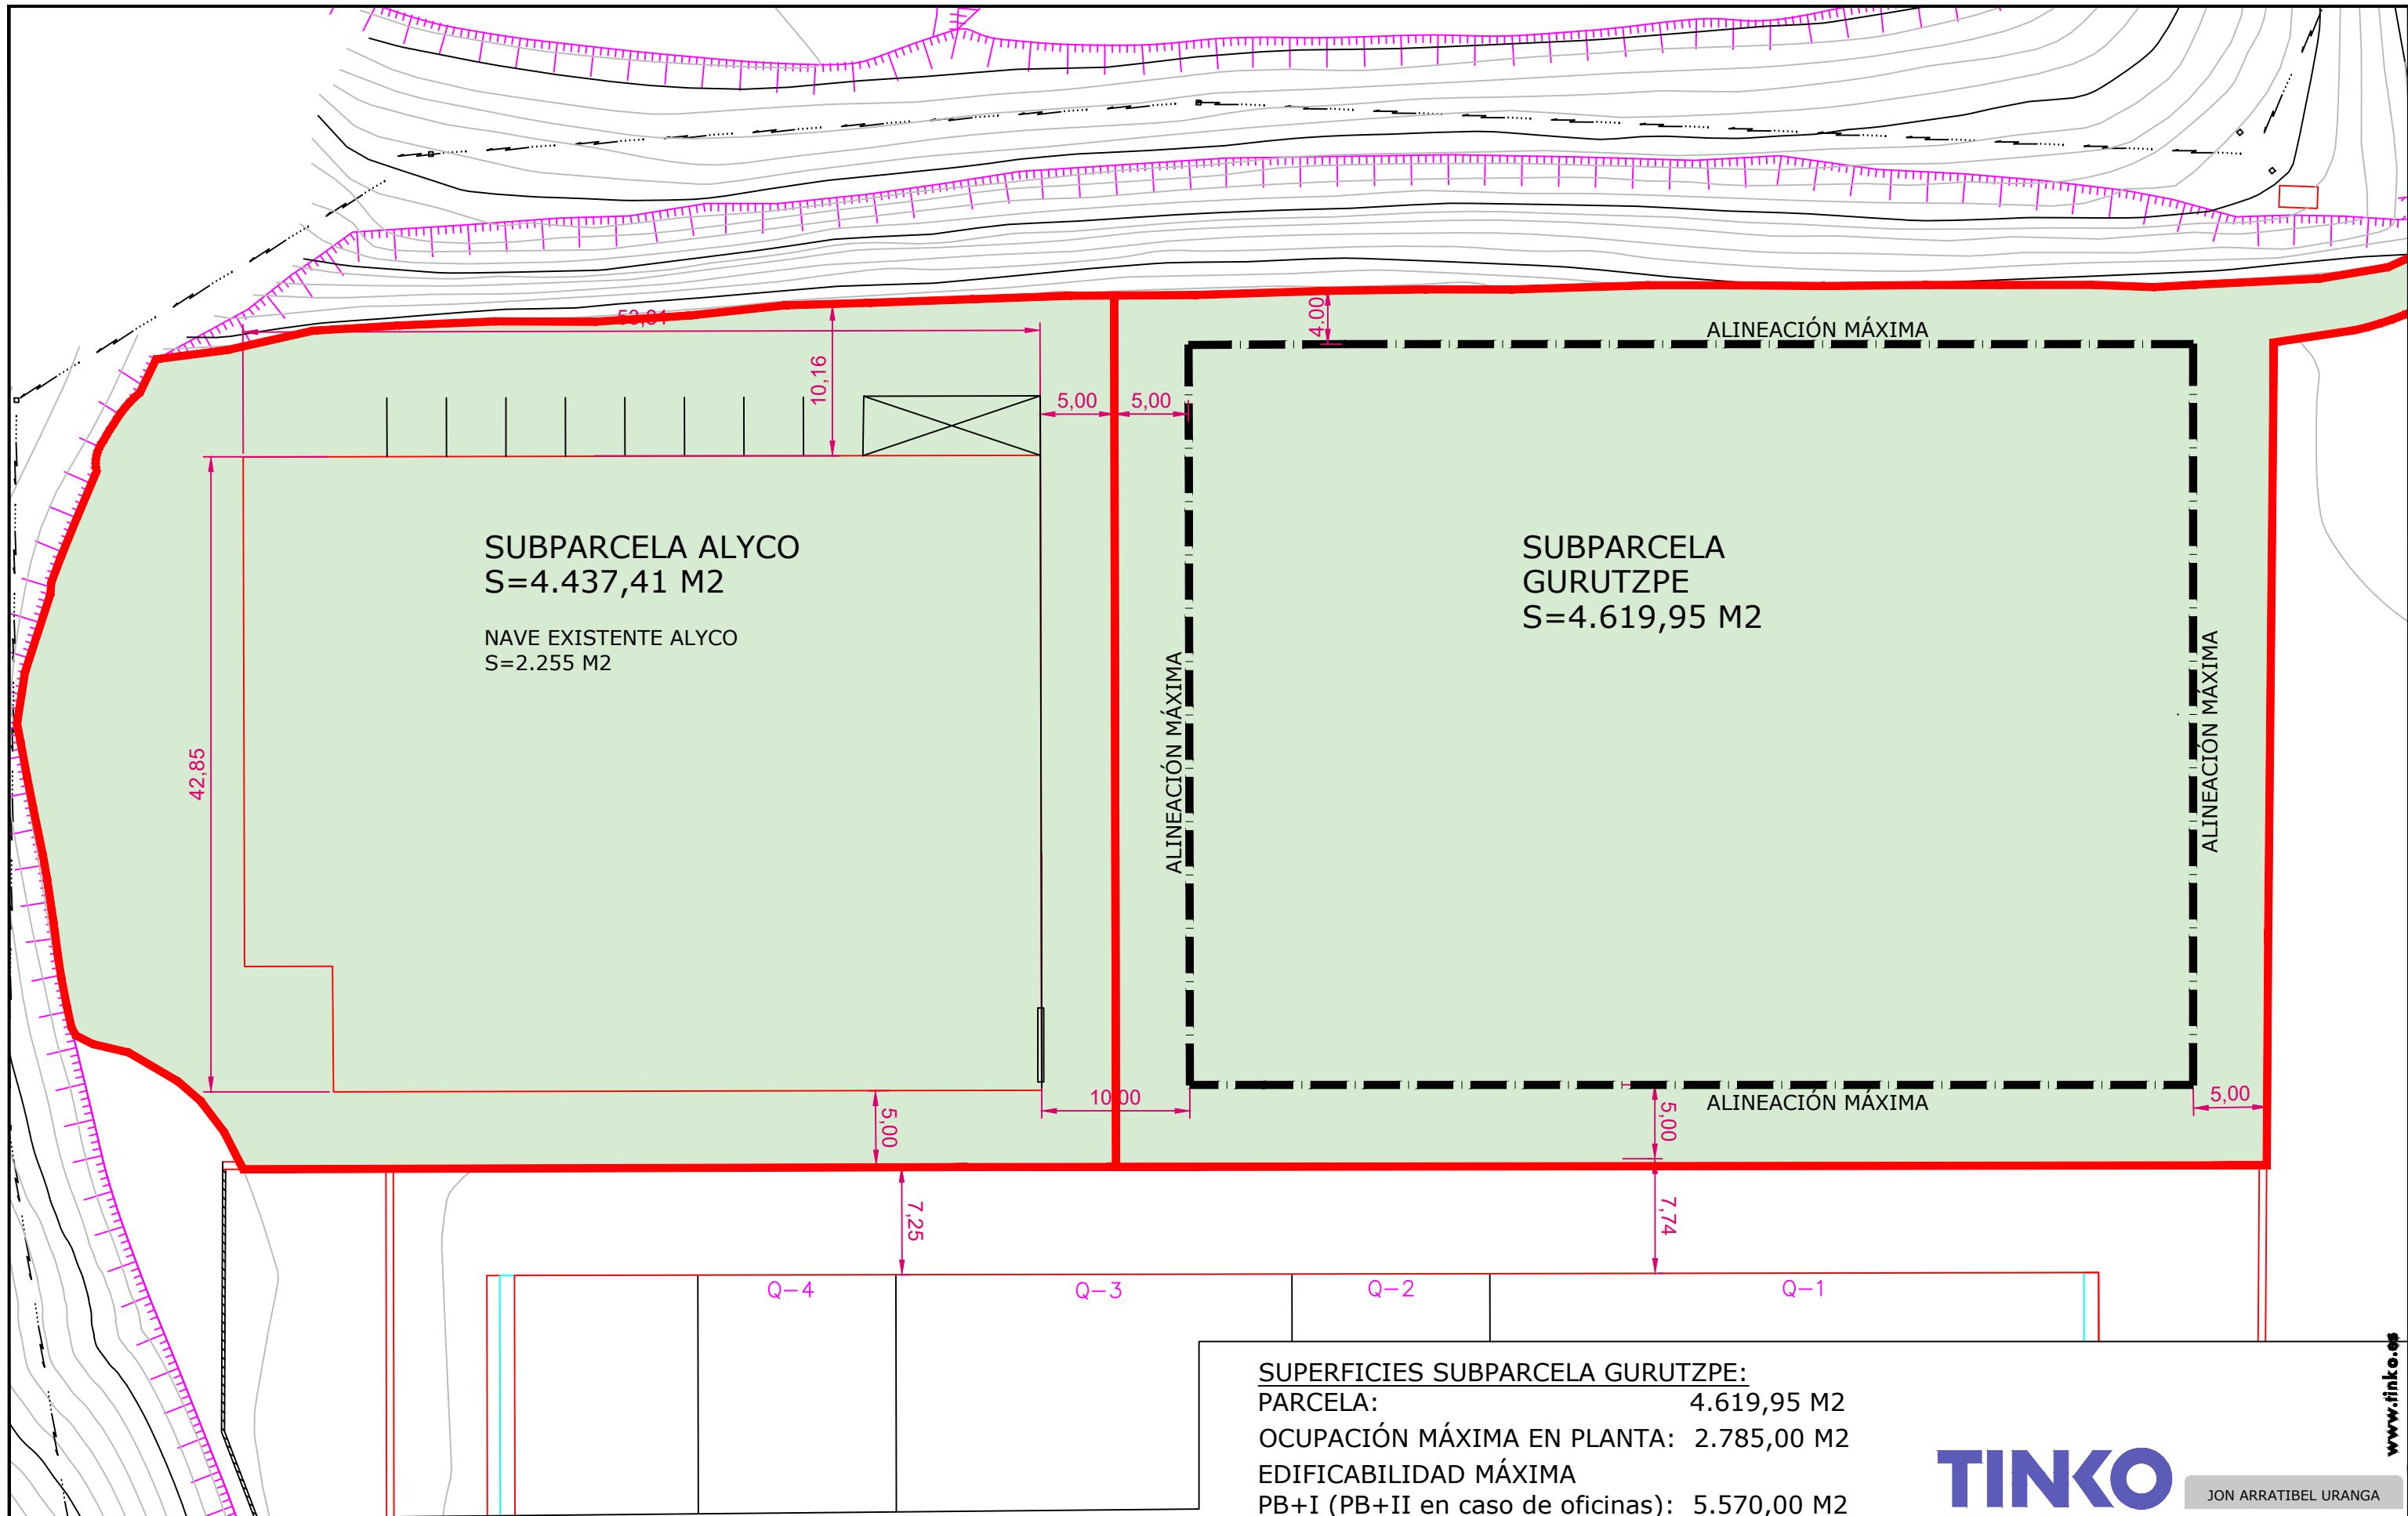 53,84
10,16
4.00
ALINEACIÓN MÁXIMA
5,00
5,00
SUBPARCELA ALYCO
S=4.437,41 M2
NAVE EXISTENTE ALYCO
S=2.255 M2
SUBPARCELA
GURUTZPE
S=4.619,95 M2
42,85
ALINEACIÓN MÁXIMA
ALINEACIÓN MÁXIMA
10,00
5,00
5,00
ALINEACIÓN MÁXIMA
5,00
7,25
7,74
Q-4
Q-3
Q-2
Q-1
SUPERFICIES SUBPARCELA GURUTZPE:
PARCELA: 4.619,95 M2
OCUPACIÓN MÁXIMA EN PLANTA: 2.785,00 M2
EDIFICABILIDAD MÁXIMA
PB+I (PB+II en caso de oficinas): 5.570,00 M2
TINKO
JON ARRATIBEL URANGA
www.tinko.es